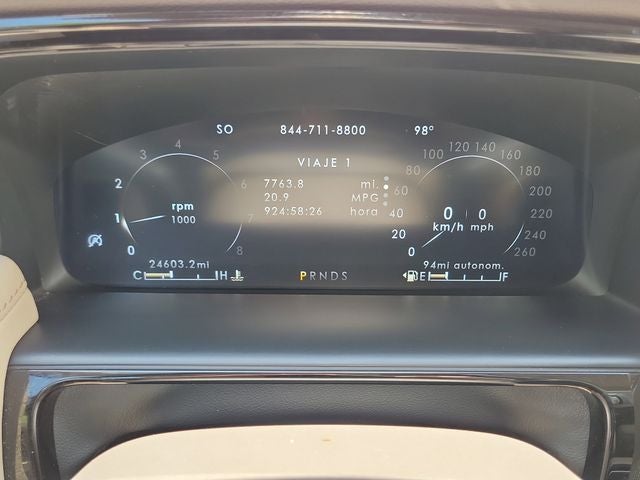 SO 844-711-8800 98°
VIAJE 1
7763.8 mi.
20.9 MPG
924:58:26 hora
0 1 2 3 4 5 6 7 8
rpm
1000
0 20 40 60 80 100 120 140 160 180 200 220 240 260
0 0
km/h mph
24603.2mi
94mi autonom.
C H
PRNDS
E F